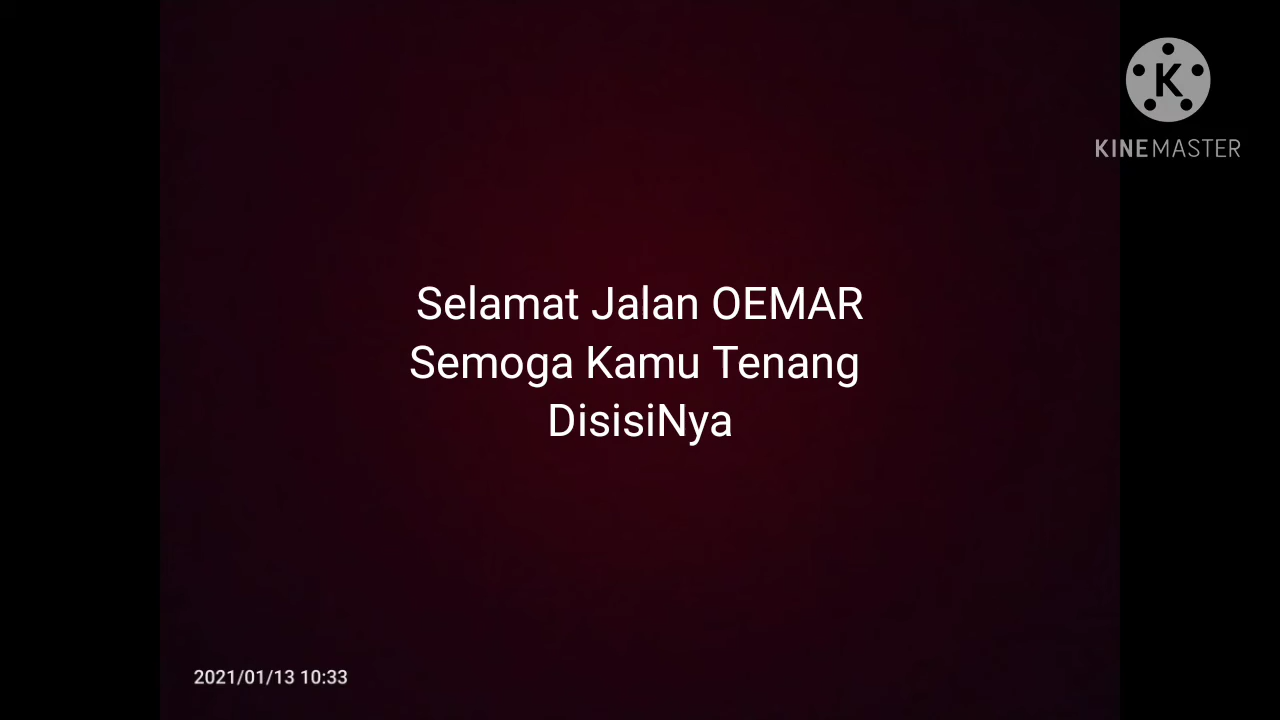 K
KINEMASTER
Selamat Jalan OEMAR
Semoga Kamu Tenang
DisisiNya
2021/01/13 10:33